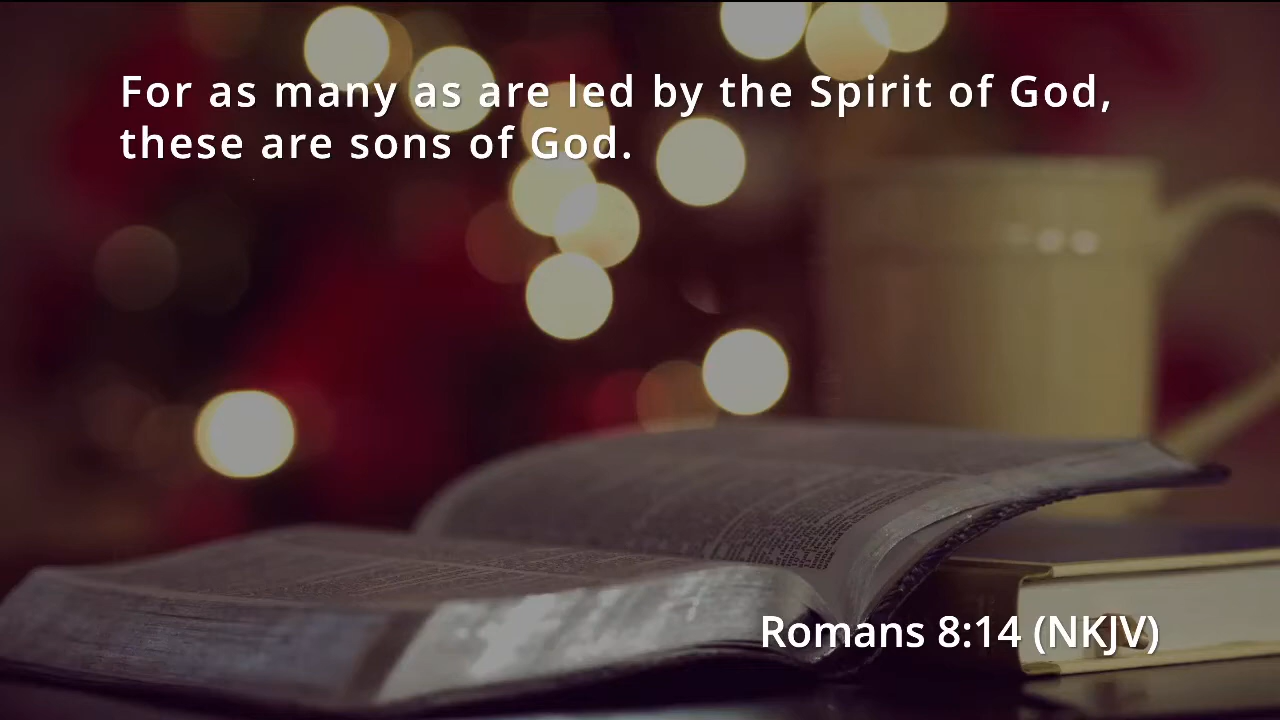 For as many as are led by the Spirit of God,
these are sons of God.
Romans 8:14 (NKJV)